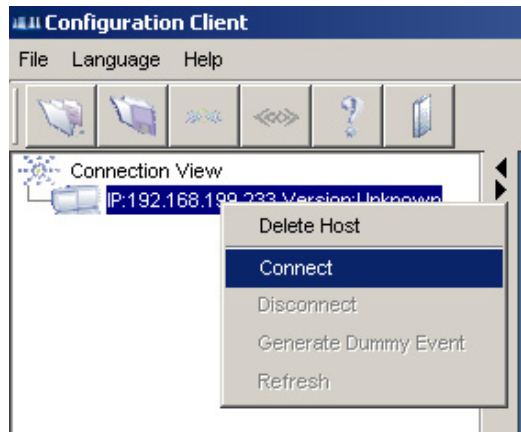 Configuration Client
File Language Help
Connection View
IP:192.168.199.233 Version:Unknown
Delete Host
Connect
Disconnect
Generate Dummy Event
Refresh